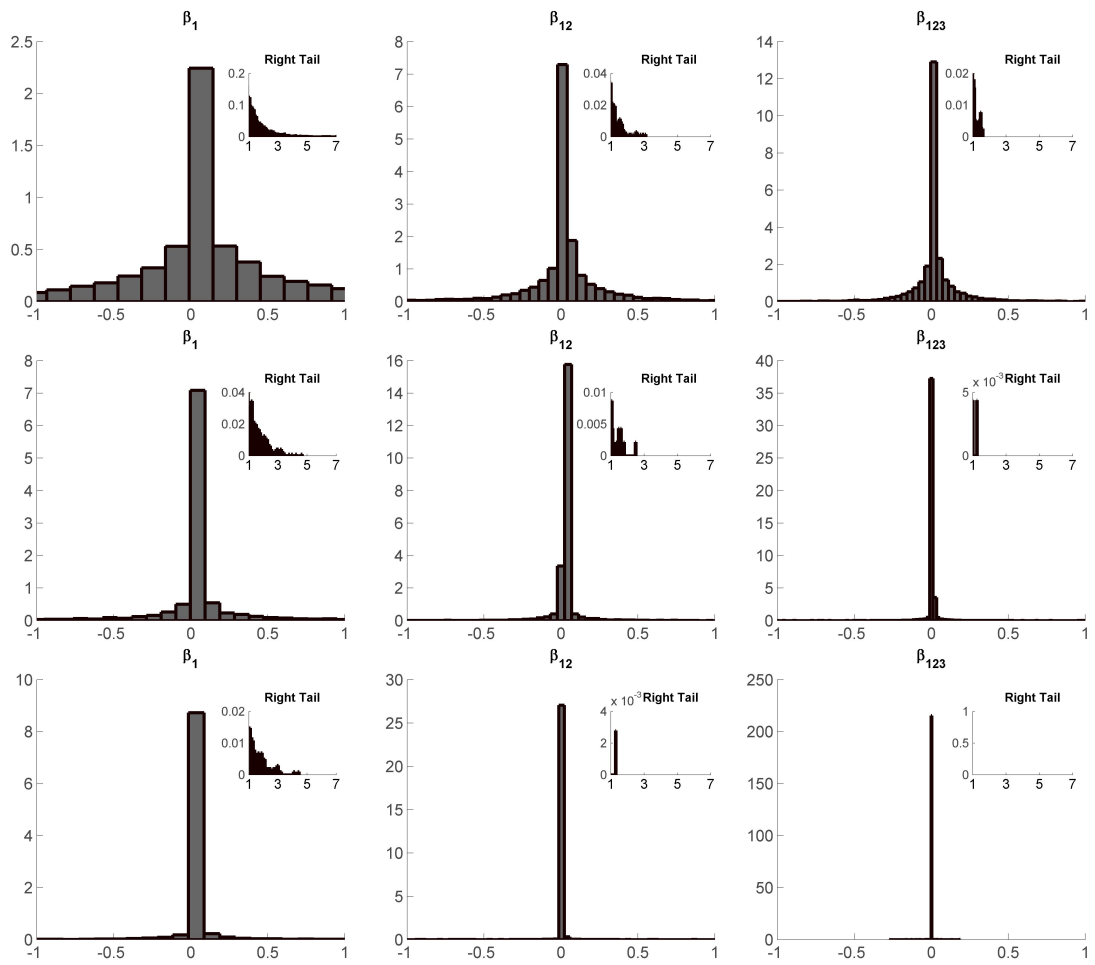 β1 β12 β123
2.5 8 14
Right Tail Right Tail Right Tail
0.2 0.04 0.02
2 7 12
0.1 0.02 0.01
6 10
0 0 0
1 3 5 7 1 3 5 7 1 3 5 7
1.5 5 8
4
1 6
3
4
0.5 2
1 2
0 0 0
-1 -0.5 0 0.5 1 -1 -0.5 0 0.5 1 -1 -0.5 0 0.5 1
β1 β12 β123
8 16 40
Right Tail Right Tail x 10-3 Right Tail
0.04 0.01 5
7 14 35
0.02 0.005
6 12 30
0 0 0
1 3 5 7 1 3 5 7 1 3 5 7
5 10 25
4 8 20
3 6 15
2 4 10
1 2 5
0 0 0
-1 -0.5 0 0.5 1 -1 -0.5 0 0.5 1 -1 -0.5 0 0.5 1
β1 β12 β123
10 30 250
Right Tail x 10-3 Right Tail Right Tail
0.02 4 1
8 25 200
0.01 2 0.5
0 0 0
1 3 5 7 1 3 5 7 1 3 5 7
6 20 150
15
4 100
10
2 50
5
0 0 0
-1 -0.5 0 0.5 1 -1 -0.5 0 0.5 1 -1 -0.5 0 0.5 1